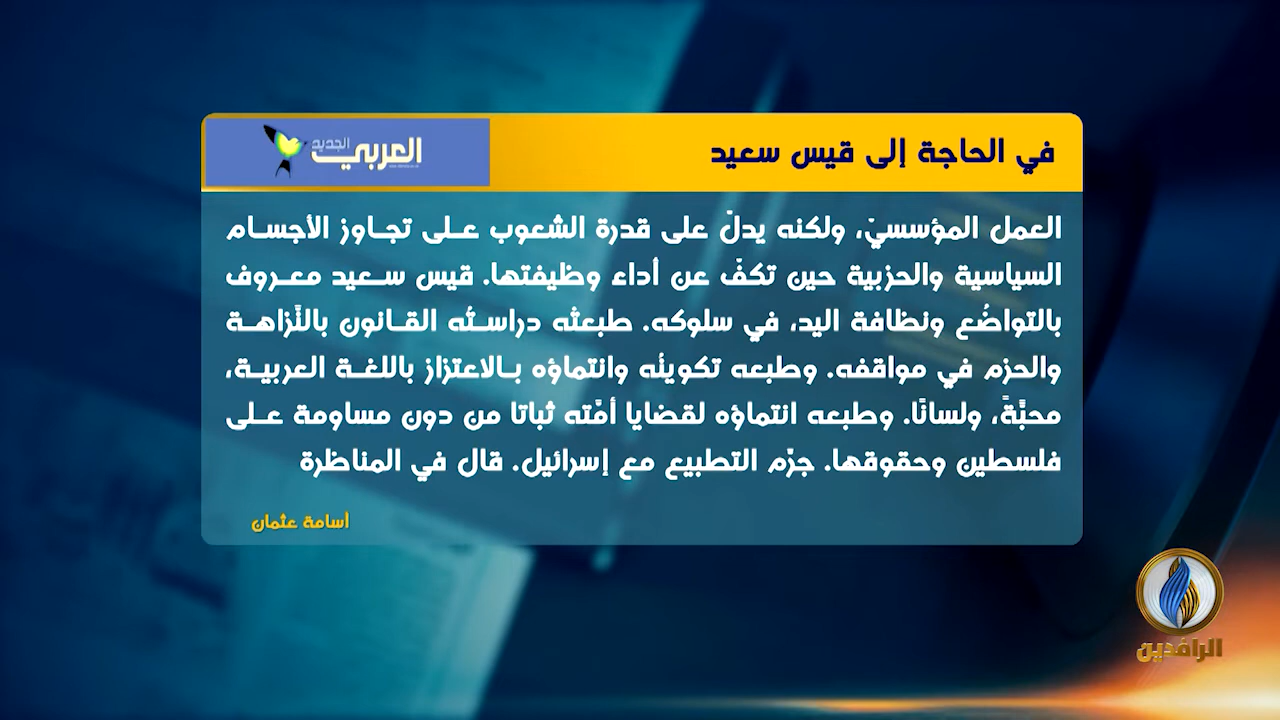 في الحاجة إلى قيس سعيد
العربي الجديد
العمل المؤسسيّ، ولكنه يدلّ على قدرة الشعوب على تجاوز الأجسام
السياسية والحزبية حين تكفّ عن أداء وظيفتها. قيس سعيد معروف
بالتواضُع ونظافة اليد، في سلوكه. طبعتْه دراستُه القانون بالنَّزاهة
والحزم في مواقفه. وطبعه تكوينُه وانتماؤه بالاعتزاز باللغة العربية،
محبَّةً، ولسانًا. وطبعه انتماؤه لقضايا أمَّته ثباتا من دون مساومة على
فلسطين وحقوقها. جرّم التطبيع مع إسرائيل. قال في المناظرة
أسامة عثمان
الرافدين